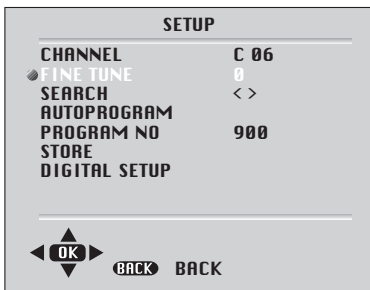 SETUP
CHANNEL C 06
FINE TUNE 0
SEARCH < >
AUTOPROGRAM
PROGRAM NO 900
STORE
DIGITAL SETUP
OK
BACK BACK